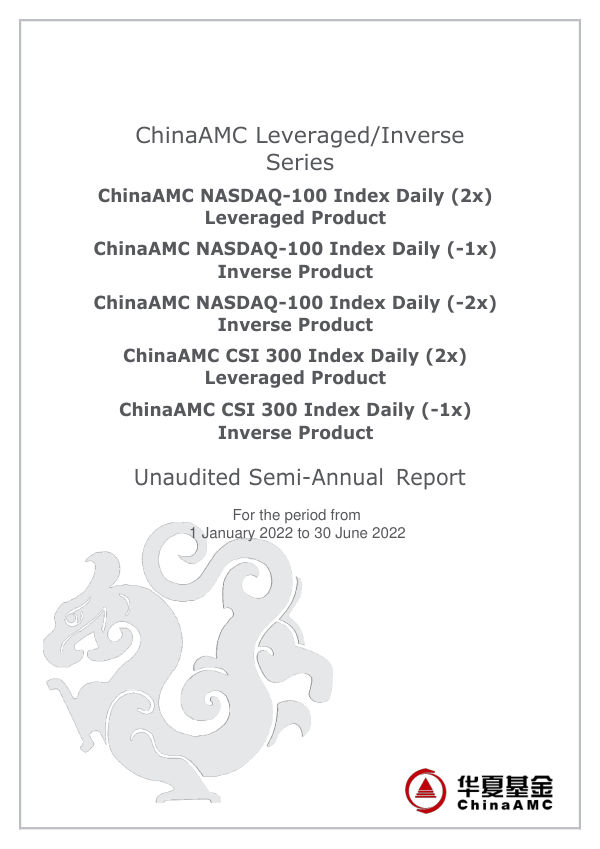 ChinaAMC Leveraged/Inverse
Series
ChinaAMC NASDAQ-100 Index Daily (2x)
Leveraged Product
ChinaAMC NASDAQ-100 Index Daily (-1x)
Inverse Product
ChinaAMC NASDAQ-100 Index Daily (-2x)
Inverse Product
ChinaAMC CSI 300 Index Daily (2x)
Leveraged Product
ChinaAMC CSI 300 Index Daily (-1x)
Inverse Product
Unaudited Semi-Annual Report
For the period from
1 January 2022 to 30 June 2022
华夏基金
ChinaAMC